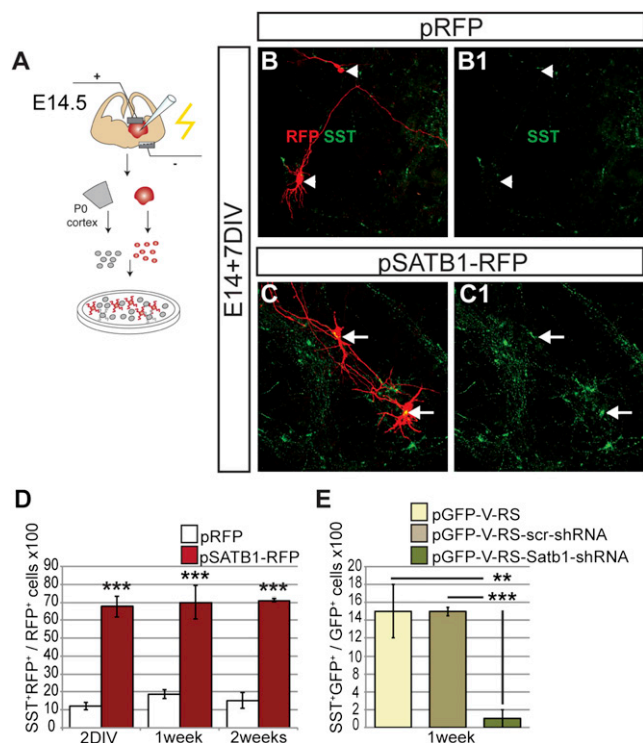 pRFP
A
E14.5
+
-
P0
cortex
E14+7DIV
B
RFP SST
B1
SST
pSATB1-RFP
C
C1
D
pRFP
pSATB1-RFP
SST+RFP+ / RFP+ cells x100
90
80
70
60
50
40
30
20
10
0
***
***
***
2DIV
1week
2weeks
E
pGFP-V-RS
pGFP-V-RS-scr-shRNA
pGFP-V-RS-Satb1-shRNA
SST+GFP+ / GFP+ cells x100
**
***
18
16
14
12
10
8
6
4
2
0
1week